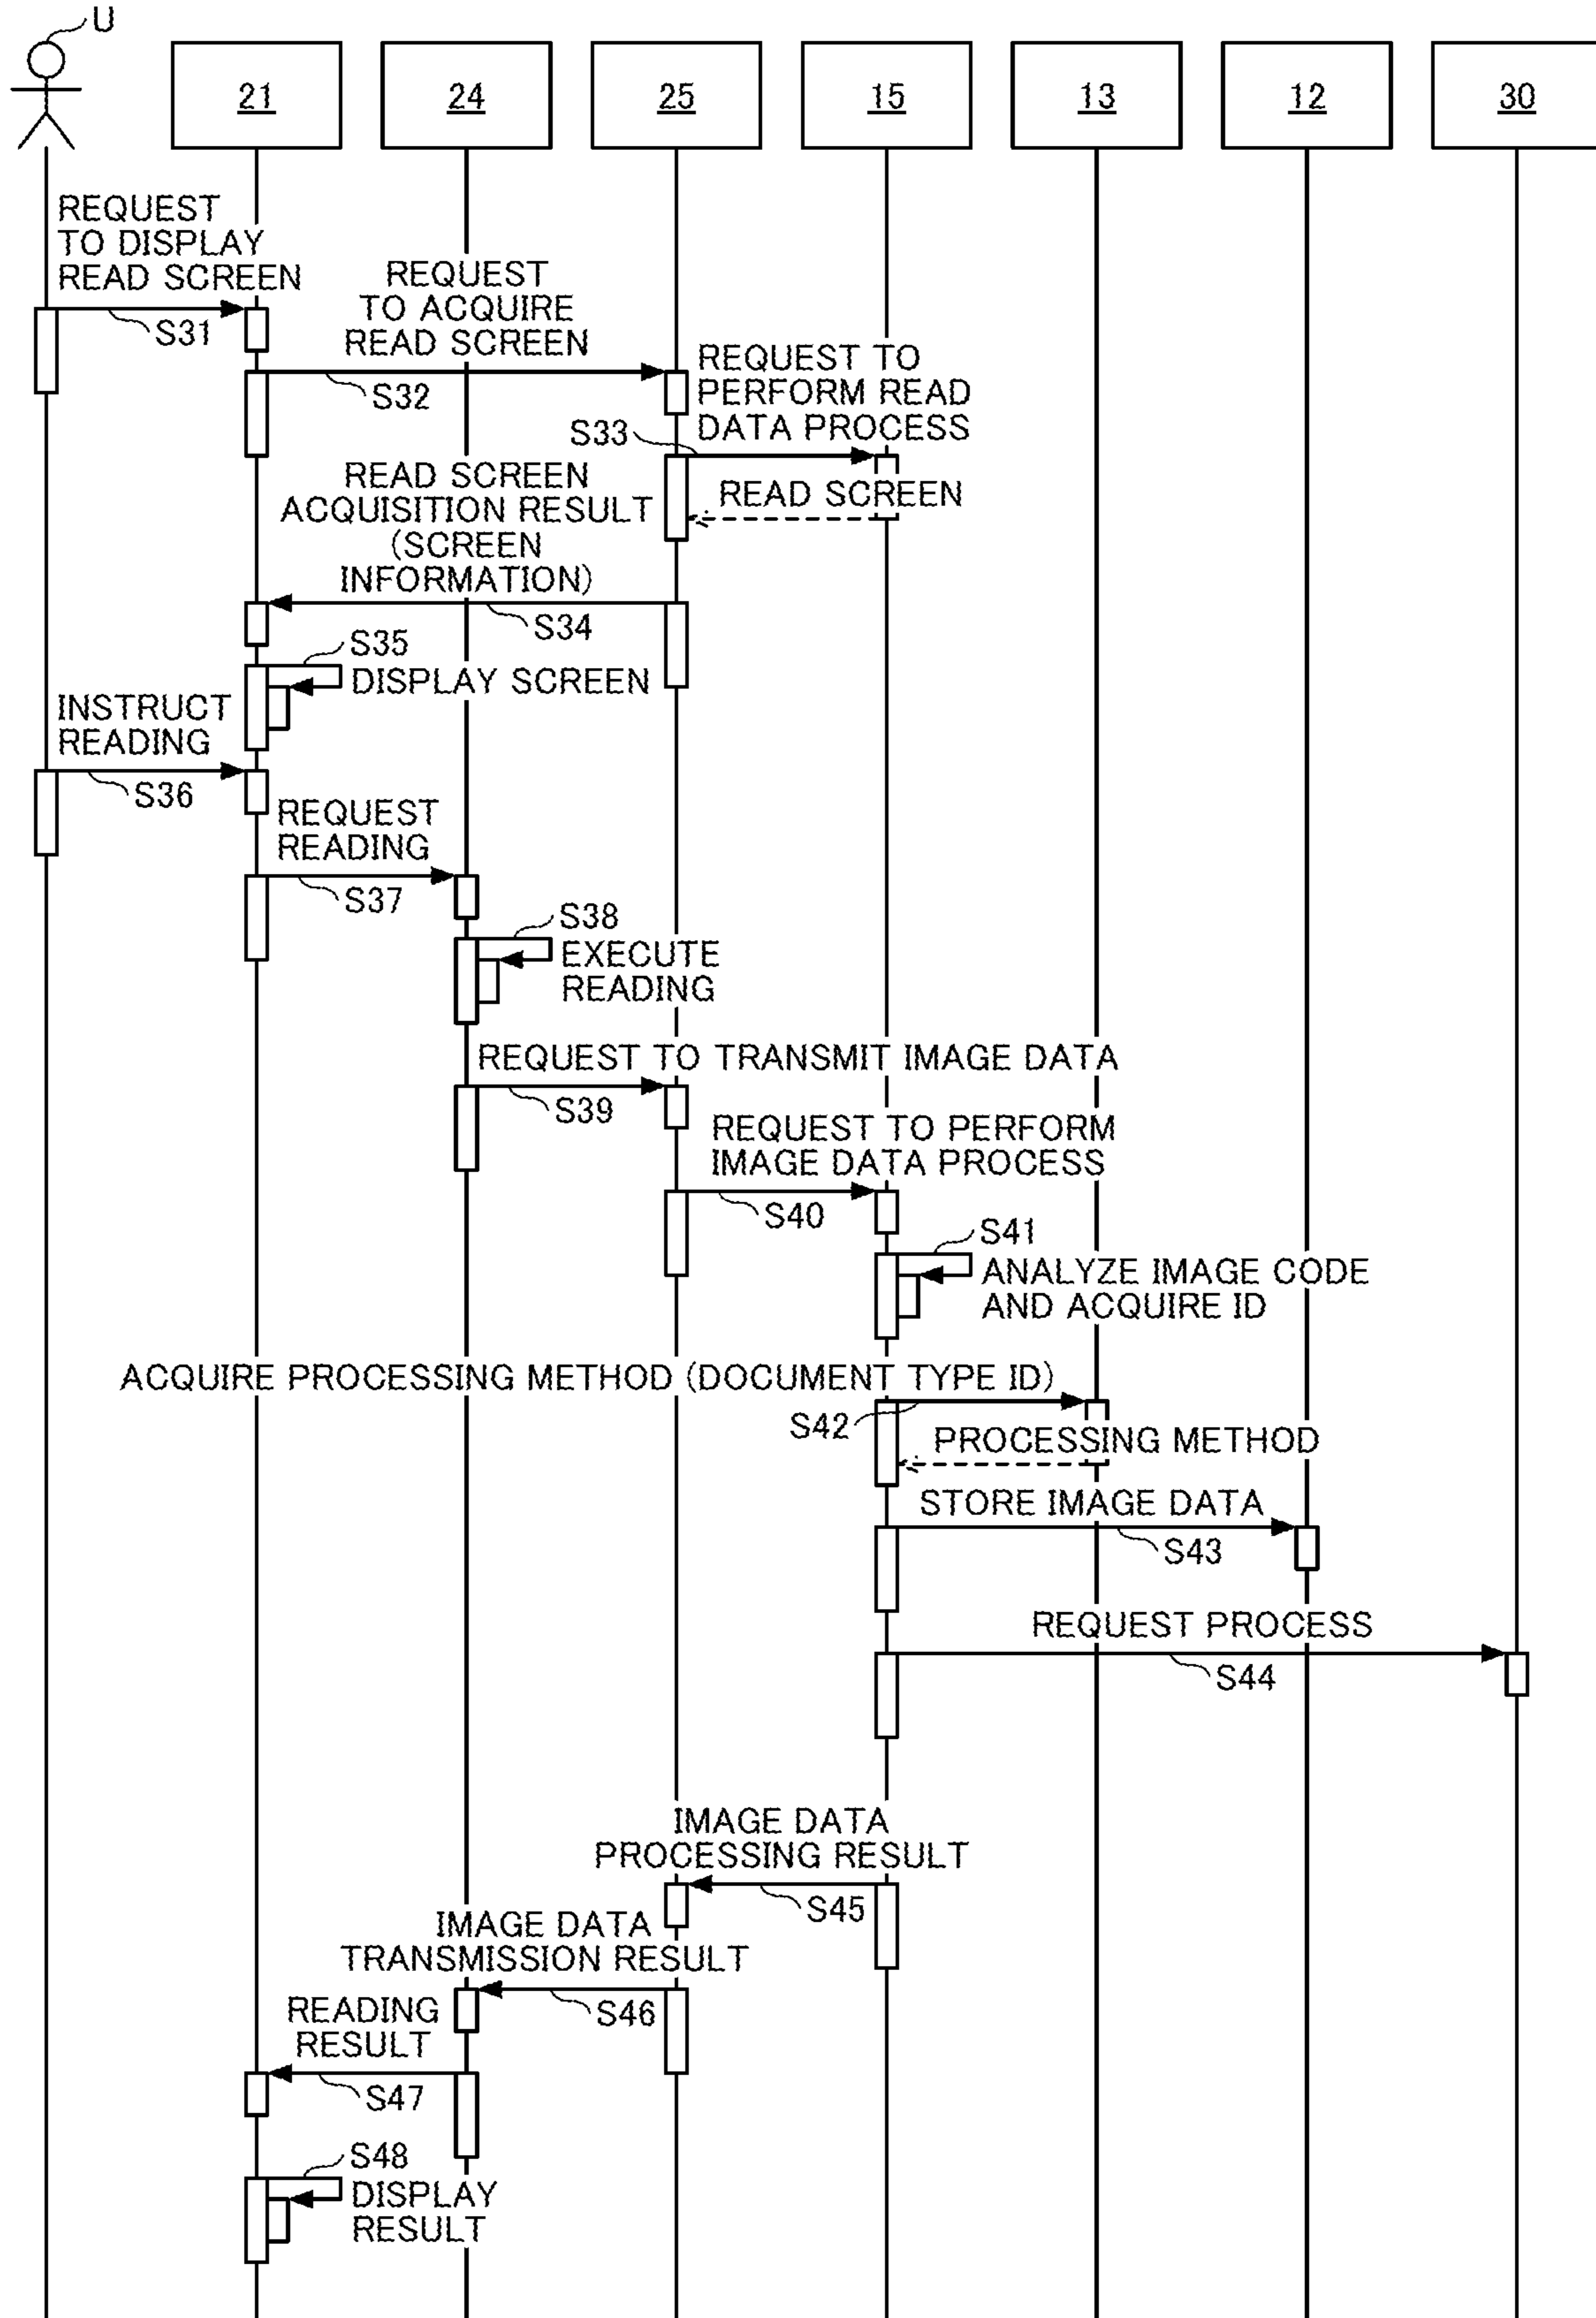 U
21
24
25
15
13
12
30
REQUEST
TO DISPLAY
READ SCREEN
S31
REQUEST
TO ACQUIRE
READ SCREEN
S32
REQUEST TO
PERFORM READ
DATA PROCESS
S33
READ SCREEN
READ SCREEN
ACQUISITION RESULT
(SCREEN
INFORMATION)
S34
S35
DISPLAY SCREEN
INSTRUCT
READING
S36
REQUEST
READING
S37
S38
EXECUTE
READING
REQUEST TO TRANSMIT IMAGE DATA
S39
REQUEST TO PERFORM
IMAGE DATA PROCESS
S40
S41
ANALYZE IMAGE CODE
AND ACQUIRE ID
ACQUIRE PROCESSING METHOD (DOCUMENT TYPE ID)
S42
PROCESSING METHOD
STORE IMAGE DATA
S43
REQUEST PROCESS
S44
IMAGE DATA
PROCESSING RESULT
S45
IMAGE DATA
TRANSMISSION RESULT
S46
READING
RESULT
S47
S48
DISPLAY
RESULT